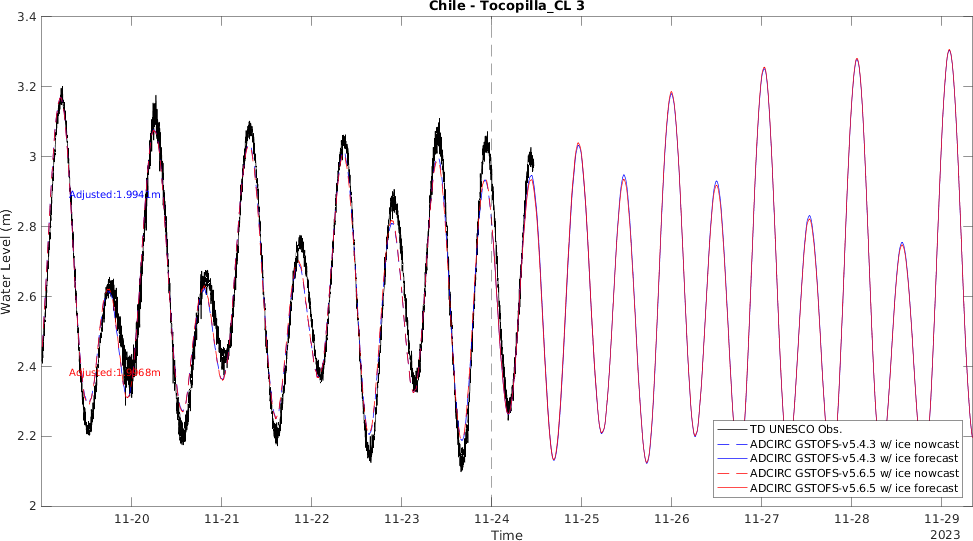 Chile - Tocopilla_CL 3
3.4
3.2
3
2.8
2.6
2.4
2.2
2
Water Level (m)
Adjusted:1.9941m
TD UNESCO Obs.
ADCIRC GSTOFS-v5.4.3 w/ ice nowcast
ADCIRC GSTOFS-v5.4.3 w/ ice forecast
ADCIRC GSTOFS-v5.6.5 w/ ice nowcast
ADCIRC GSTOFS-v5.6.5 w/ ice forecast
11-20 11-21 11-22 11-23 11-24 11-25 11-26 11-27 11-28 11-29
Time
2023